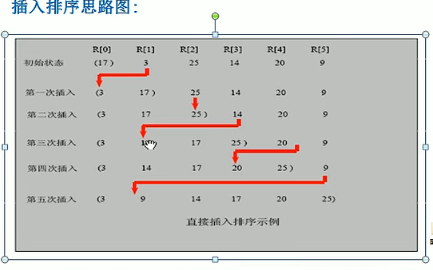 插入排序思路图:
R[0] R[1] R[2] R[3] R[4] R[5]
初始状态 (17) 3 25 14 20 9
第一次插入 (3 17) 25 14 20 9
第二次插入 (3 17 25) 14 20 9
第三次插入 (3 17 25) 20 9
第四次插入 (3 14 17 20 25) 9
第五次插入 (3 9 14 17 20 25)
直接插入排序示例